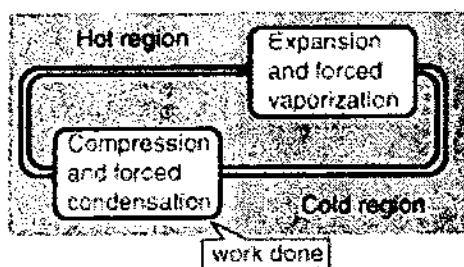 Hot region
Expansion
and forced
vaporization
Compression
and forced
condensation
Cold region
work done